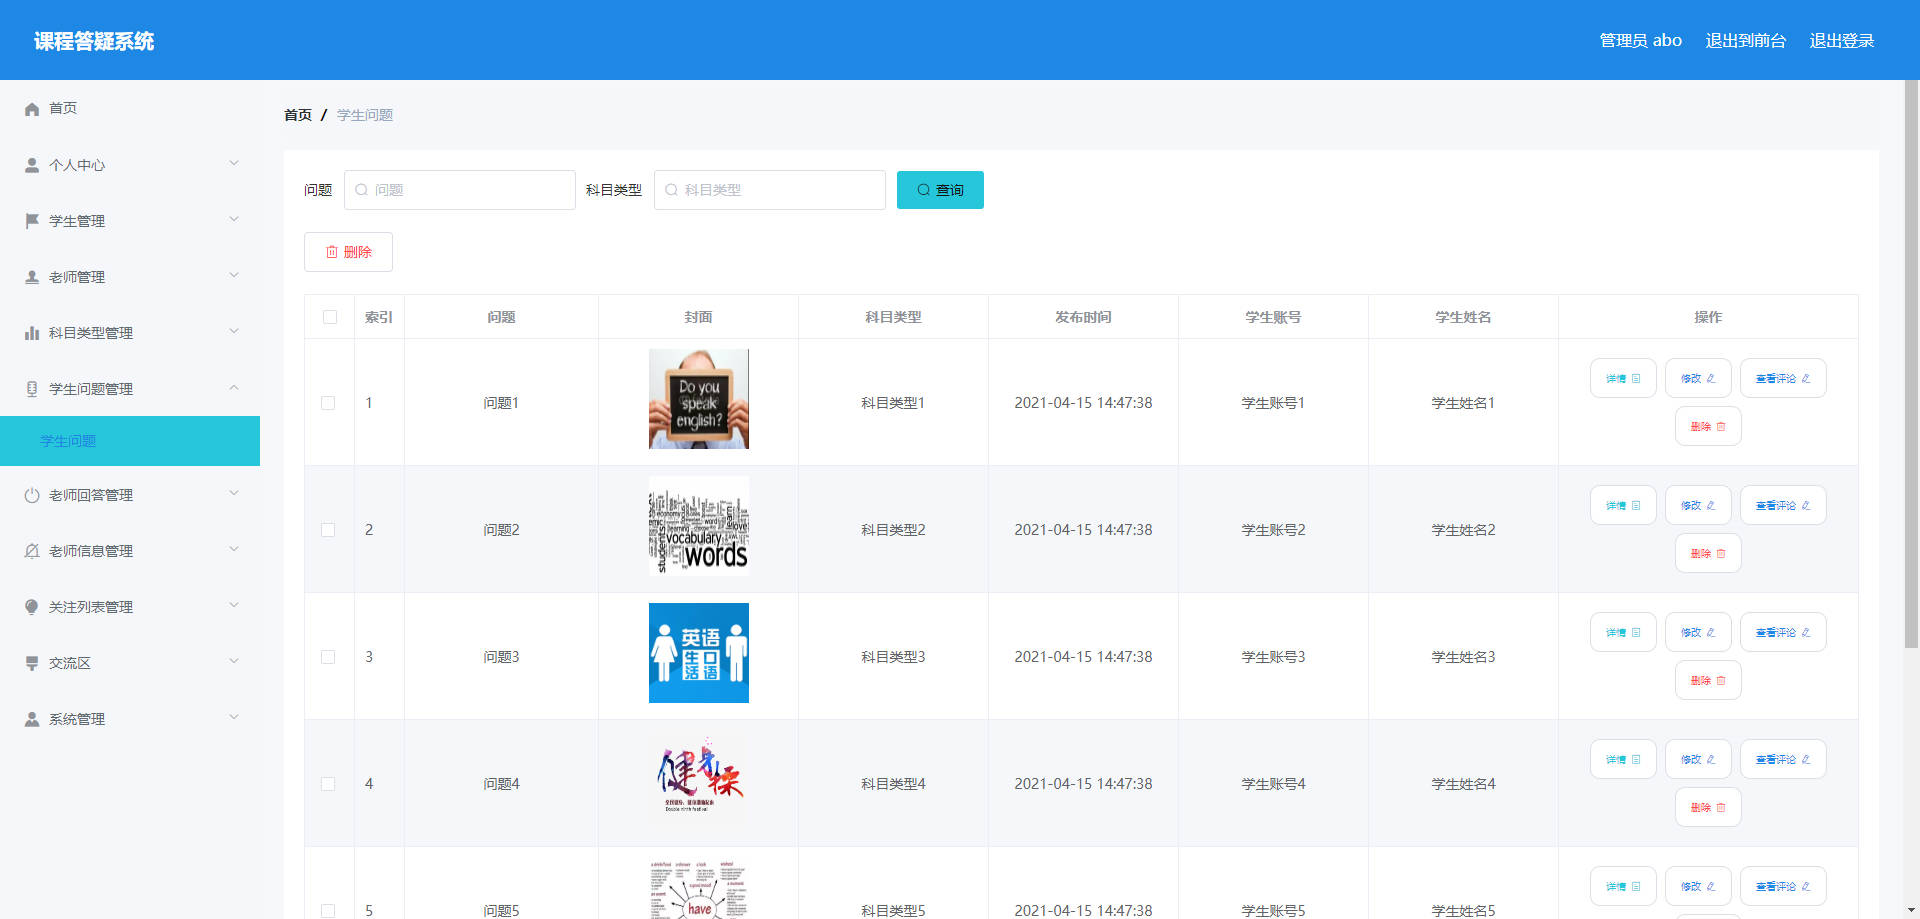 课程答疑系统
管理员 abo 退出到前台 退出登录
首页
个人中心
学生管理
老师管理
科目类型管理
学生问题管理
学生问题
老师回答管理
老师信息管理
关注列表管理
交流区
系统管理
首页 / 学生问题
问题 问题 科目类型 科目类型 查询
删除
索引 问题 封面 科目类型 发布时间 学生账号 学生姓名 操作
1 问题1 科目类型1 2021-04-15 14:47:38 学生账号1 学生姓名1 详情 修改 查看评论
删除
Do you
speak
english?
2 问题2 科目类型2 2021-04-15 14:47:38 学生账号2 学生姓名2 详情 修改 查看评论
删除
vocabulary
words
students
3 问题3 科目类型3 2021-04-15 14:47:38 学生账号3 学生姓名3 详情 修改 查看评论
删除
英语
生口
活语
4 问题4 科目类型4 2021-04-15 14:47:38 学生账号4 学生姓名4 详情 修改 查看评论
删除
健身操
5 问题5 科目类型5 2021-04-15 14:47:38 学生账号5 学生姓名5 详情 修改 查看评论
have